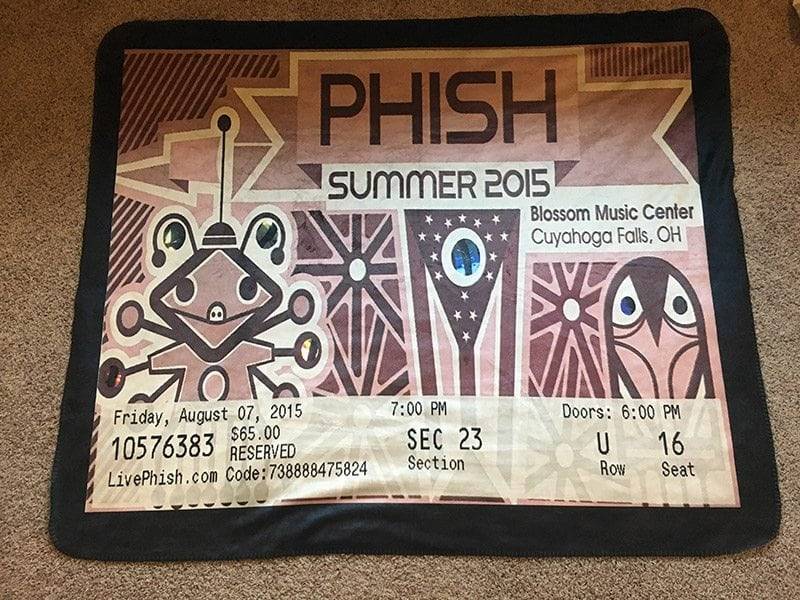 PHISH
SUMMER 2015
Blossom Music Center
Cuyahoga Falls, OH
Friday, August 07, 2015
7:00 PM
Doors: 6:00 PM
10576383
$65.00
RESERVED
SEC 23
Section
U
Row
16
Seat
LivePhish.com Code:738888475824